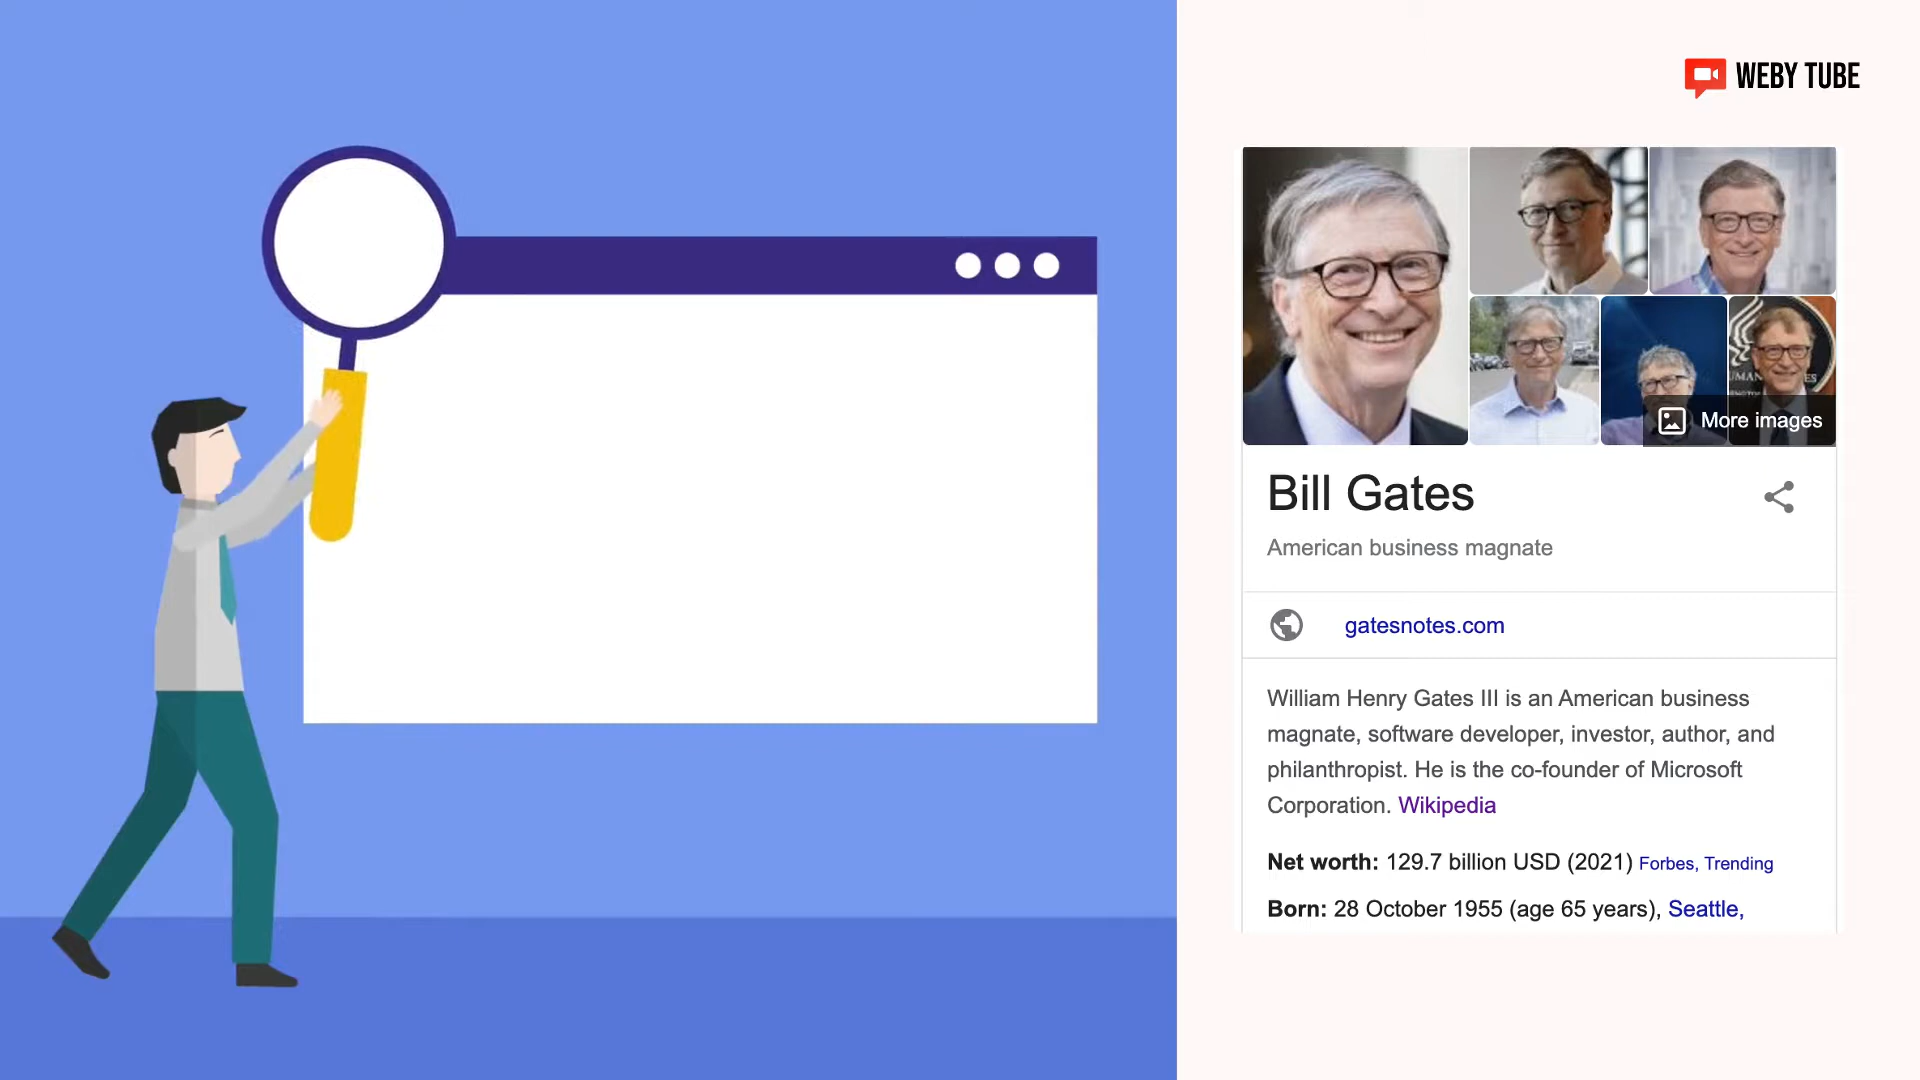 WEBY TUBE
UMAN
ES
More images
Bill Gates
American business magnate
gatesnotes.com
William Henry Gates III is an American business
magnate, software developer, investor, author, and
philanthropist. He is the co-founder of Microsoft
Corporation. Wikipedia
Net worth: 129.7 billion USD (2021) Forbes, Trending
Born: 28 October 1955 (age 65 years), Seattle,